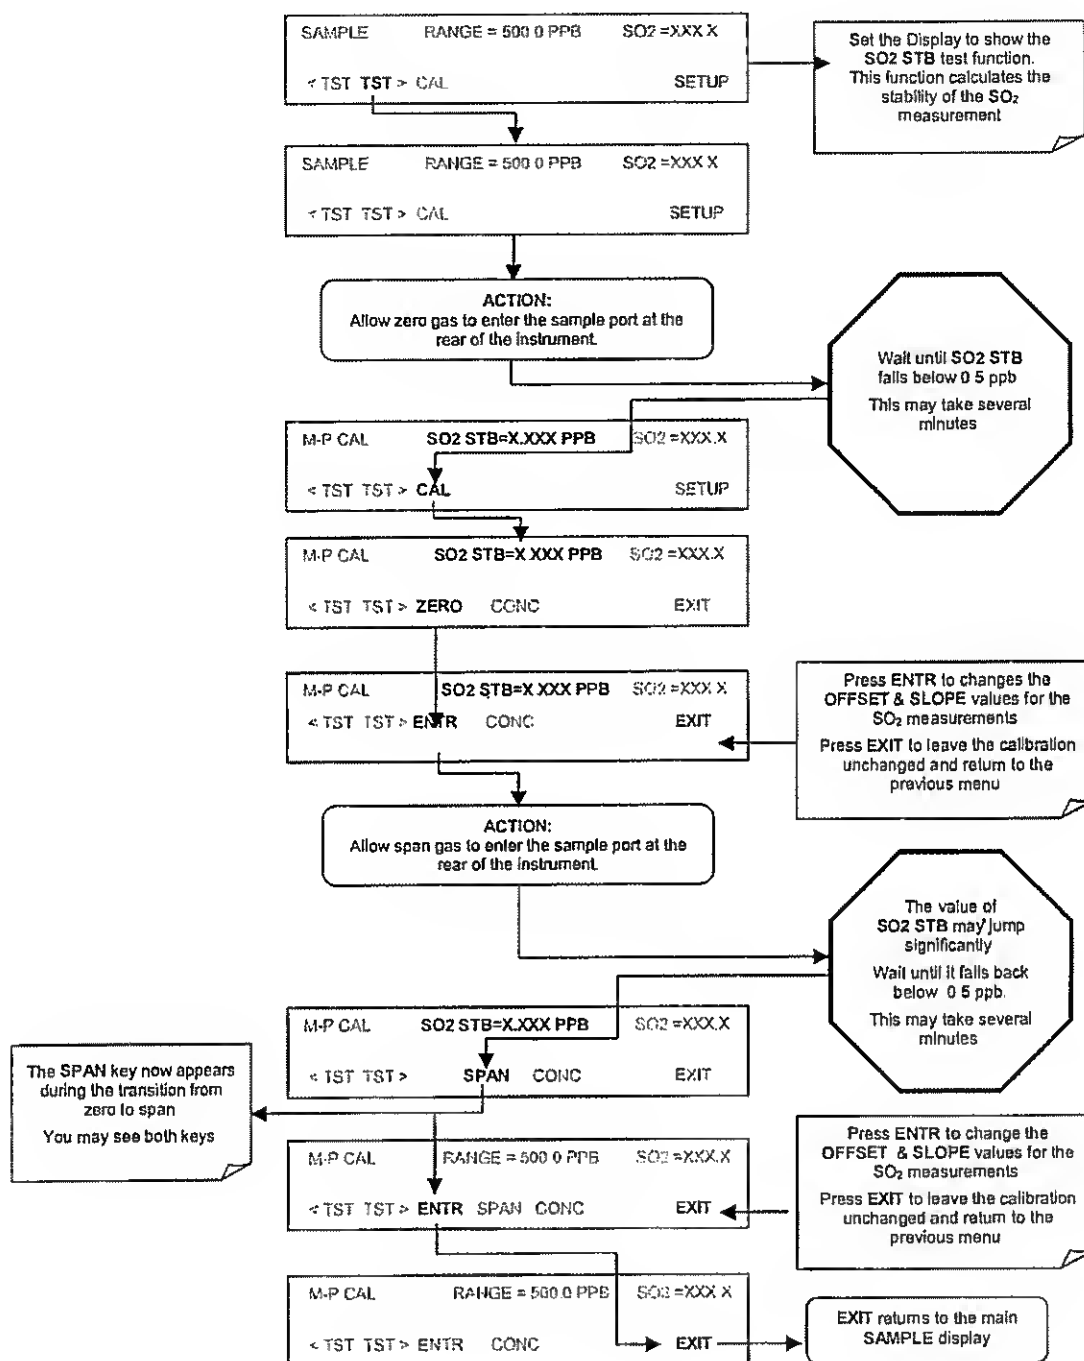 SAMPLE RANGE = 500 0 PPB SO2 =XXX X
< TST TST > CAL SETUP
Set the Display to show the
SO2 STB test function.
This function calculates the
stability of the SO₂
measurement
SAMPLE RANGE = 500 0 PPB SO2 =XXX X
< TST TST > CAL SETUP
ACTION:
Allow zero gas to enter the sample port at the
rear of the instrument.
Wait until SO2 STB
falls below 0 5 ppb
This may take several
minutes
M-P CAL SO2 STB=X.XXX PPB SO2 =XXX.X
< TST TST > CAL SETUP
M-P CAL SO2 STB=X XXX PPB SO2 =XXX.X
< TST TST > ZERO CONC EXIT
M-P CAL SO2 STB=X XXX PPB SO2 =XXX X
< TST TST > ENTR CONC EXIT
Press ENTR to changes the
OFFSET & SLOPE values for the
SO₂ measurements
Press EXIT to leave the calibration
unchanged and return to the
previous menu
ACTION:
Allow span gas to enter the sample port at the
rear of the instrument.
The value of
SO2 STB may jump
significantly
Wait until it falls back
below 0 5 ppb.
This may take several
minutes
M-P CAL SO2 STB=X.XXX PPB SO2 =XXX.X
< TST TST > SPAN CONC EXIT
The SPAN key now appears
during the transition from
zero to span
You may see both keys
M-P CAL RANGE = 500 0 PPB SO2 =XXX.X
< TST TST > ENTR SPAN CONC EXIT
Press ENTR to change the
OFFSET & SLOPE values for the
SO₂ measurements
Press EXIT to leave the calibration
unchanged and return to the
previous menu
M-P CAL RANGE = 500.0 PPB SO2 =XXX X
< TST TST > ENTR CONC EXIT
EXIT returns to the main
SAMPLE display